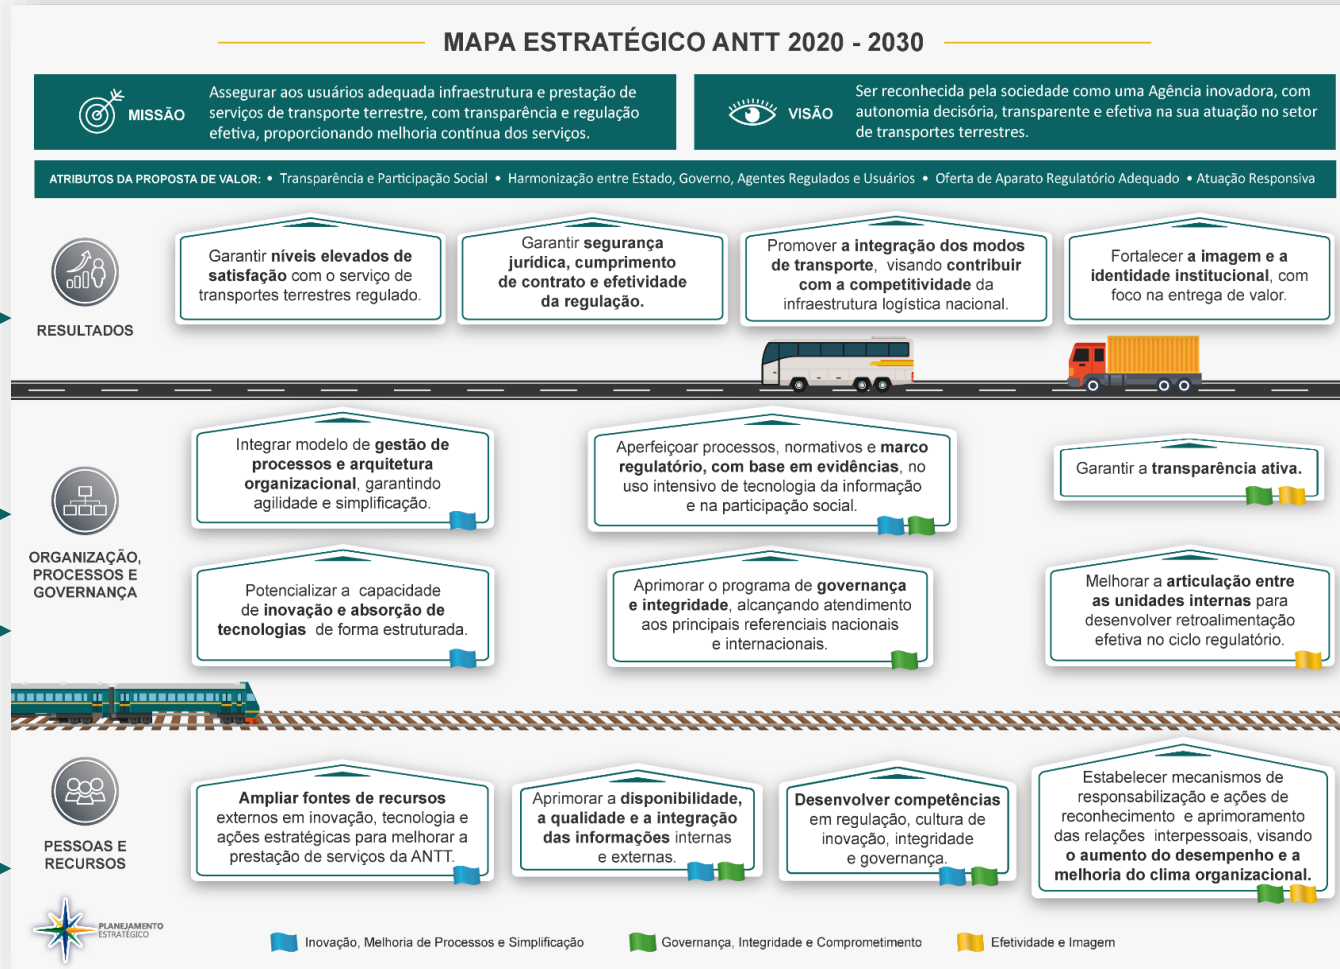 MAPA ESTRATÉGICO ANTT 2020 - 2030
MISSÃO
Assegurar aos usuários adequada infraestrutura e prestação de
serviços de transporte terrestre, com transparência e regulação
efetiva, proporcionando melhoria contínua dos serviços.
VISÃO
Ser reconhecida pela sociedade como uma Agência inovadora, com
autonomia decisória, transparente e efetiva na sua atuação no setor
de transportes terrestres.
ATRIBUTOS DA PROPOSTA DE VALOR: • Transparência e Participação Social • Harmonização entre Estado, Governo, Agentes Regulados e Usuários • Oferta de Aparato Regulatório Adequado • Atuação Responsiva
RESULTADOS
Garantir níveis elevados de
satisfação com o serviço de
transportes terrestres regulado.
Garantir segurança
jurídica, cumprimento
de contrato e efetividade
da regulação.
Promover a integração dos modos
de transporte, visando contribuir
com a competitividade da
infraestrutura logística nacional.
Fortalecer a imagem e a
identidade institucional, com
foco na entrega de valor.
ORGANIZAÇÃO,
PROCESSOS E
GOVERNANÇA
Integrar modelo de gestão de
processos e arquitetura
organizacional, garantindo
agilidade e simplificação.
Aperfeiçoar processos, normativos e marco
regulatório, com base em evidências, no
uso intensivo de tecnologia da informação
e na participação social.
Garantir a transparência ativa.
Potencializar a capacidade
de inovação e absorção de
tecnologias de forma estruturada.
Aprimorar o programa de governança
e integridade, alcançando atendimento
aos principais referenciais nacionais
e internacionais.
Melhorar a articulação entre
as unidades internas para
desenvolver retroalimentação
efetiva no ciclo regulatório.
PESSOAS E
RECURSOS
Ampliar fontes de recursos
externos em inovação, tecnologia e
ações estratégicas para melhorar a
prestação de serviços da ANTT.
Aprimorar a disponibilidade,
a qualidade e a integração
das informações internas
e externas.
Desenvolver competências
em regulação, cultura de
inovação, integridade
e governança.
Estabelecer mecanismos de
responsabilização e ações de
reconhecimento e aprimoramento
das relações interpessoais, visando
o aumento do desempenho e a
melhoria do clima organizacional.
PLANEJAMENTO
ESTRATÉGICO
Inovação, Melhoria de Processos e Simplificação
Governança, Integridade e Comprometimento
Efetividade e Imagem